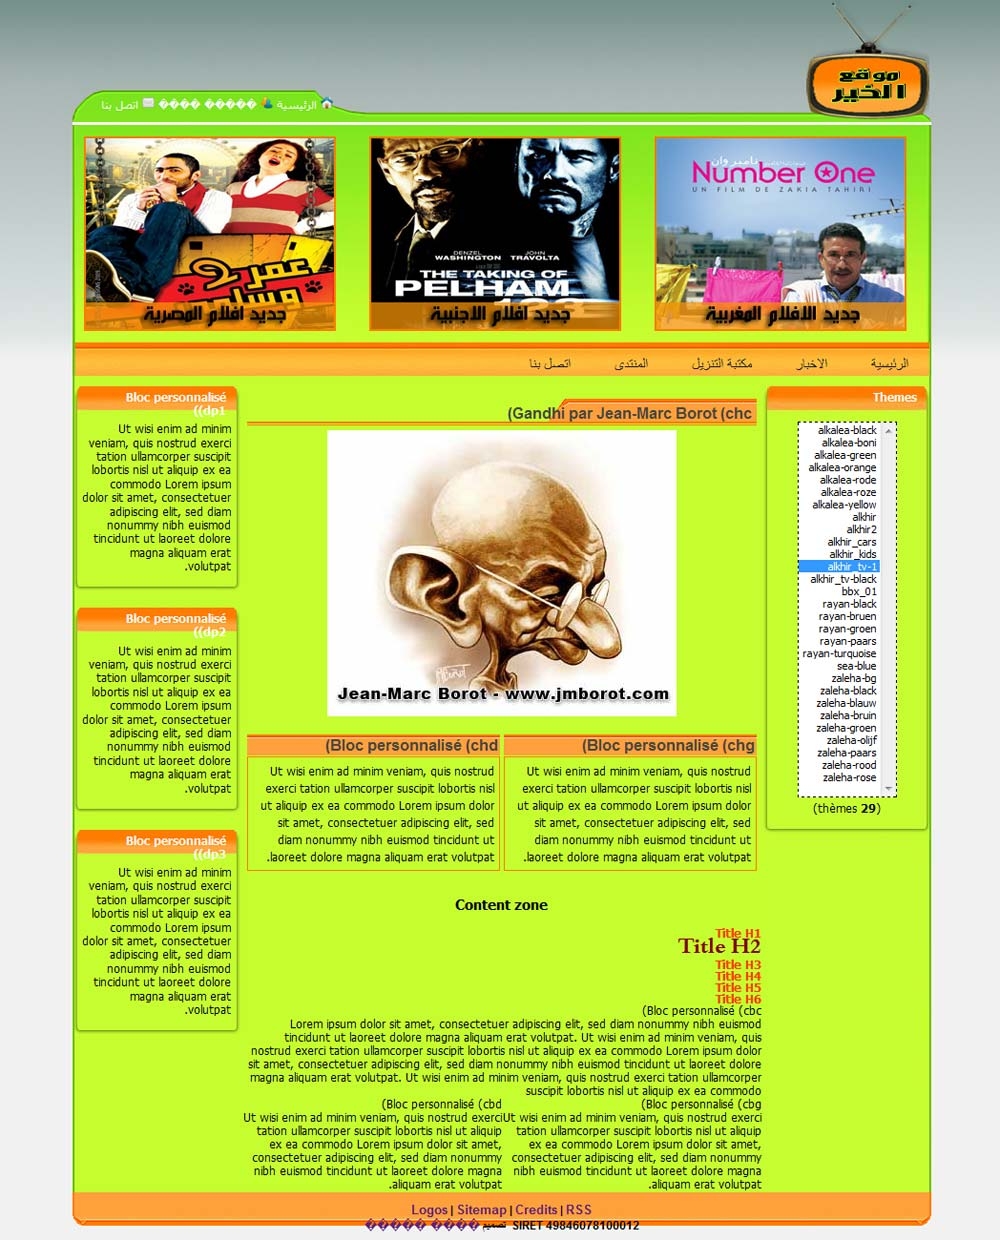 موقع
الخير
الرئيسية
اتصل بنا
عمر و
DENZEL WASHINGTON JOHN TRAVOLTA
THE TAKING OF
PELHAM
123
Number One
UN FILM DE ZAKIA TAHIRI
جديد افلام المصرية
جديد افلام الاجنبية
جديد الافلام المغربية
الرئيسية الاخبار مكتبة التنزيل المنتدى اتصل بنا
Themes
alkalea-black
alkalea-boni
alkalea-green
alkalea-orange
alkalea-rode
alkalea-roze
alkalea-yellow
alkhir
alkhir2
alkhir_cars
alkhir_kids
alkhir_tv-1
alkhir_tv-black
bbx_01
rayan-black
rayan-bruen
rayan-groen
rayan-paars
rayan-turquoise
sea-blue
zaleha-bg
zaleha-black
zaleha-blauw
zaleha-bruin
zaleha-groen
zaleha-olijf
zaleha-paars
zaleha-rood
zaleha-rose
(thèmes 29)
(Gandhi par Jean-Marc Borot (chc
Jean-Marc Borot - www.jmborot.com
(Bloc personnalisé (chg
Ut wisi enim ad minim veniam, quis nostrud
exerci tation ullamcorper suscipit lobortis nisl
ut aliquip ex ea commodo Lorem ipsum dolor
sit amet, consectetuer adipiscing elit, sed
diam nonummy nibh euismod tincidunt ut
.laoreet dolore magna aliquam erat volutpat
(Bloc personnalisé (chd
Ut wisi enim ad minim veniam, quis nostrud
exerci tation ullamcorper suscipit lobortis nisl
ut aliquip ex ea commodo Lorem ipsum dolor
sit amet, consectetuer adipiscing elit, sed
diam nonummy nibh euismod tincidunt ut
.laoreet dolore magna aliquam erat volutpat
Content zone
Title H1
Title H2
Title H3
Title H4
Title H5
Title H6
(Bloc personnalisé (cbc
Lorem ipsum dolor sit amet, consectetuer adipiscing elit, sed diam nonummy nibh euismod
tincidunt ut laoreet dolore magna aliquam erat volutpat. Ut wisi enim ad minim veniam, quis
nostrud exerci tation ullamcorper suscipit lobortis nisl ut aliquip ex ea commodo Lorem ipsum dolor
sit amet, consectetuer adipiscing elit, sed diam nonummy nibh euismod tincidunt ut laoreet dolore
magna aliquam erat volutpat. Ut wisi enim ad minim veniam, quis nostrud exerci tation ullamcorper
suscipit lobortis nisl ut aliquip ex ea commodo
(Bloc personnalisé (cbg
Ut wisi enim ad minim veniam, quis nostrud exerci
tation ullamcorper suscipit lobortis nisl ut aliquip
ex ea commodo Lorem ipsum dolor sit amet,
consectetuer adipiscing elit, sed diam nonummy
nibh euismod tincidunt ut laoreet dolore magna
.aliquam erat volutpat
(Bloc personnalisé (cbd
Ut wisi enim ad minim veniam, quis nostrud exerci
tation ullamcorper suscipit lobortis nisl ut aliquip
ex ea commodo Lorem ipsum dolor sit amet,
consectetuer adipiscing elit, sed diam nonummy
nibh euismod tincidunt ut laoreet dolore magna
.aliquam erat volutpat
Bloc personnalisé
((dp1
Ut wisi enim ad minim
veniam, quis nostrud exerci
tation ullamcorper suscipit
lobortis nisl ut aliquip ex ea
commodo Lorem ipsum
dolor sit amet, consectetuer
adipiscing elit, sed diam
nonummy nibh euismod
tincidunt ut laoreet dolore
magna aliquam erat
.volutpat
Bloc personnalisé
((dp2
Ut wisi enim ad minim
veniam, quis nostrud exerci
tation ullamcorper suscipit
lobortis nisl ut aliquip ex ea
commodo Lorem ipsum
dolor sit amet, consectetuer
adipiscing elit, sed diam
nonummy nibh euismod
tincidunt ut laoreet dolore
magna aliquam erat
.volutpat
Bloc personnalisé
((dp3
Ut wisi enim ad minim
veniam, quis nostrud exerci
tation ullamcorper suscipit
lobortis nisl ut aliquip ex ea
commodo Lorem ipsum
dolor sit amet, consectetuer
adipiscing elit, sed diam
nonummy nibh euismod
tincidunt ut laoreet dolore
magna aliquam erat
.volutpat
Logos | Sitemap | Credits | RSS
تصميم SIRET 49846078100012